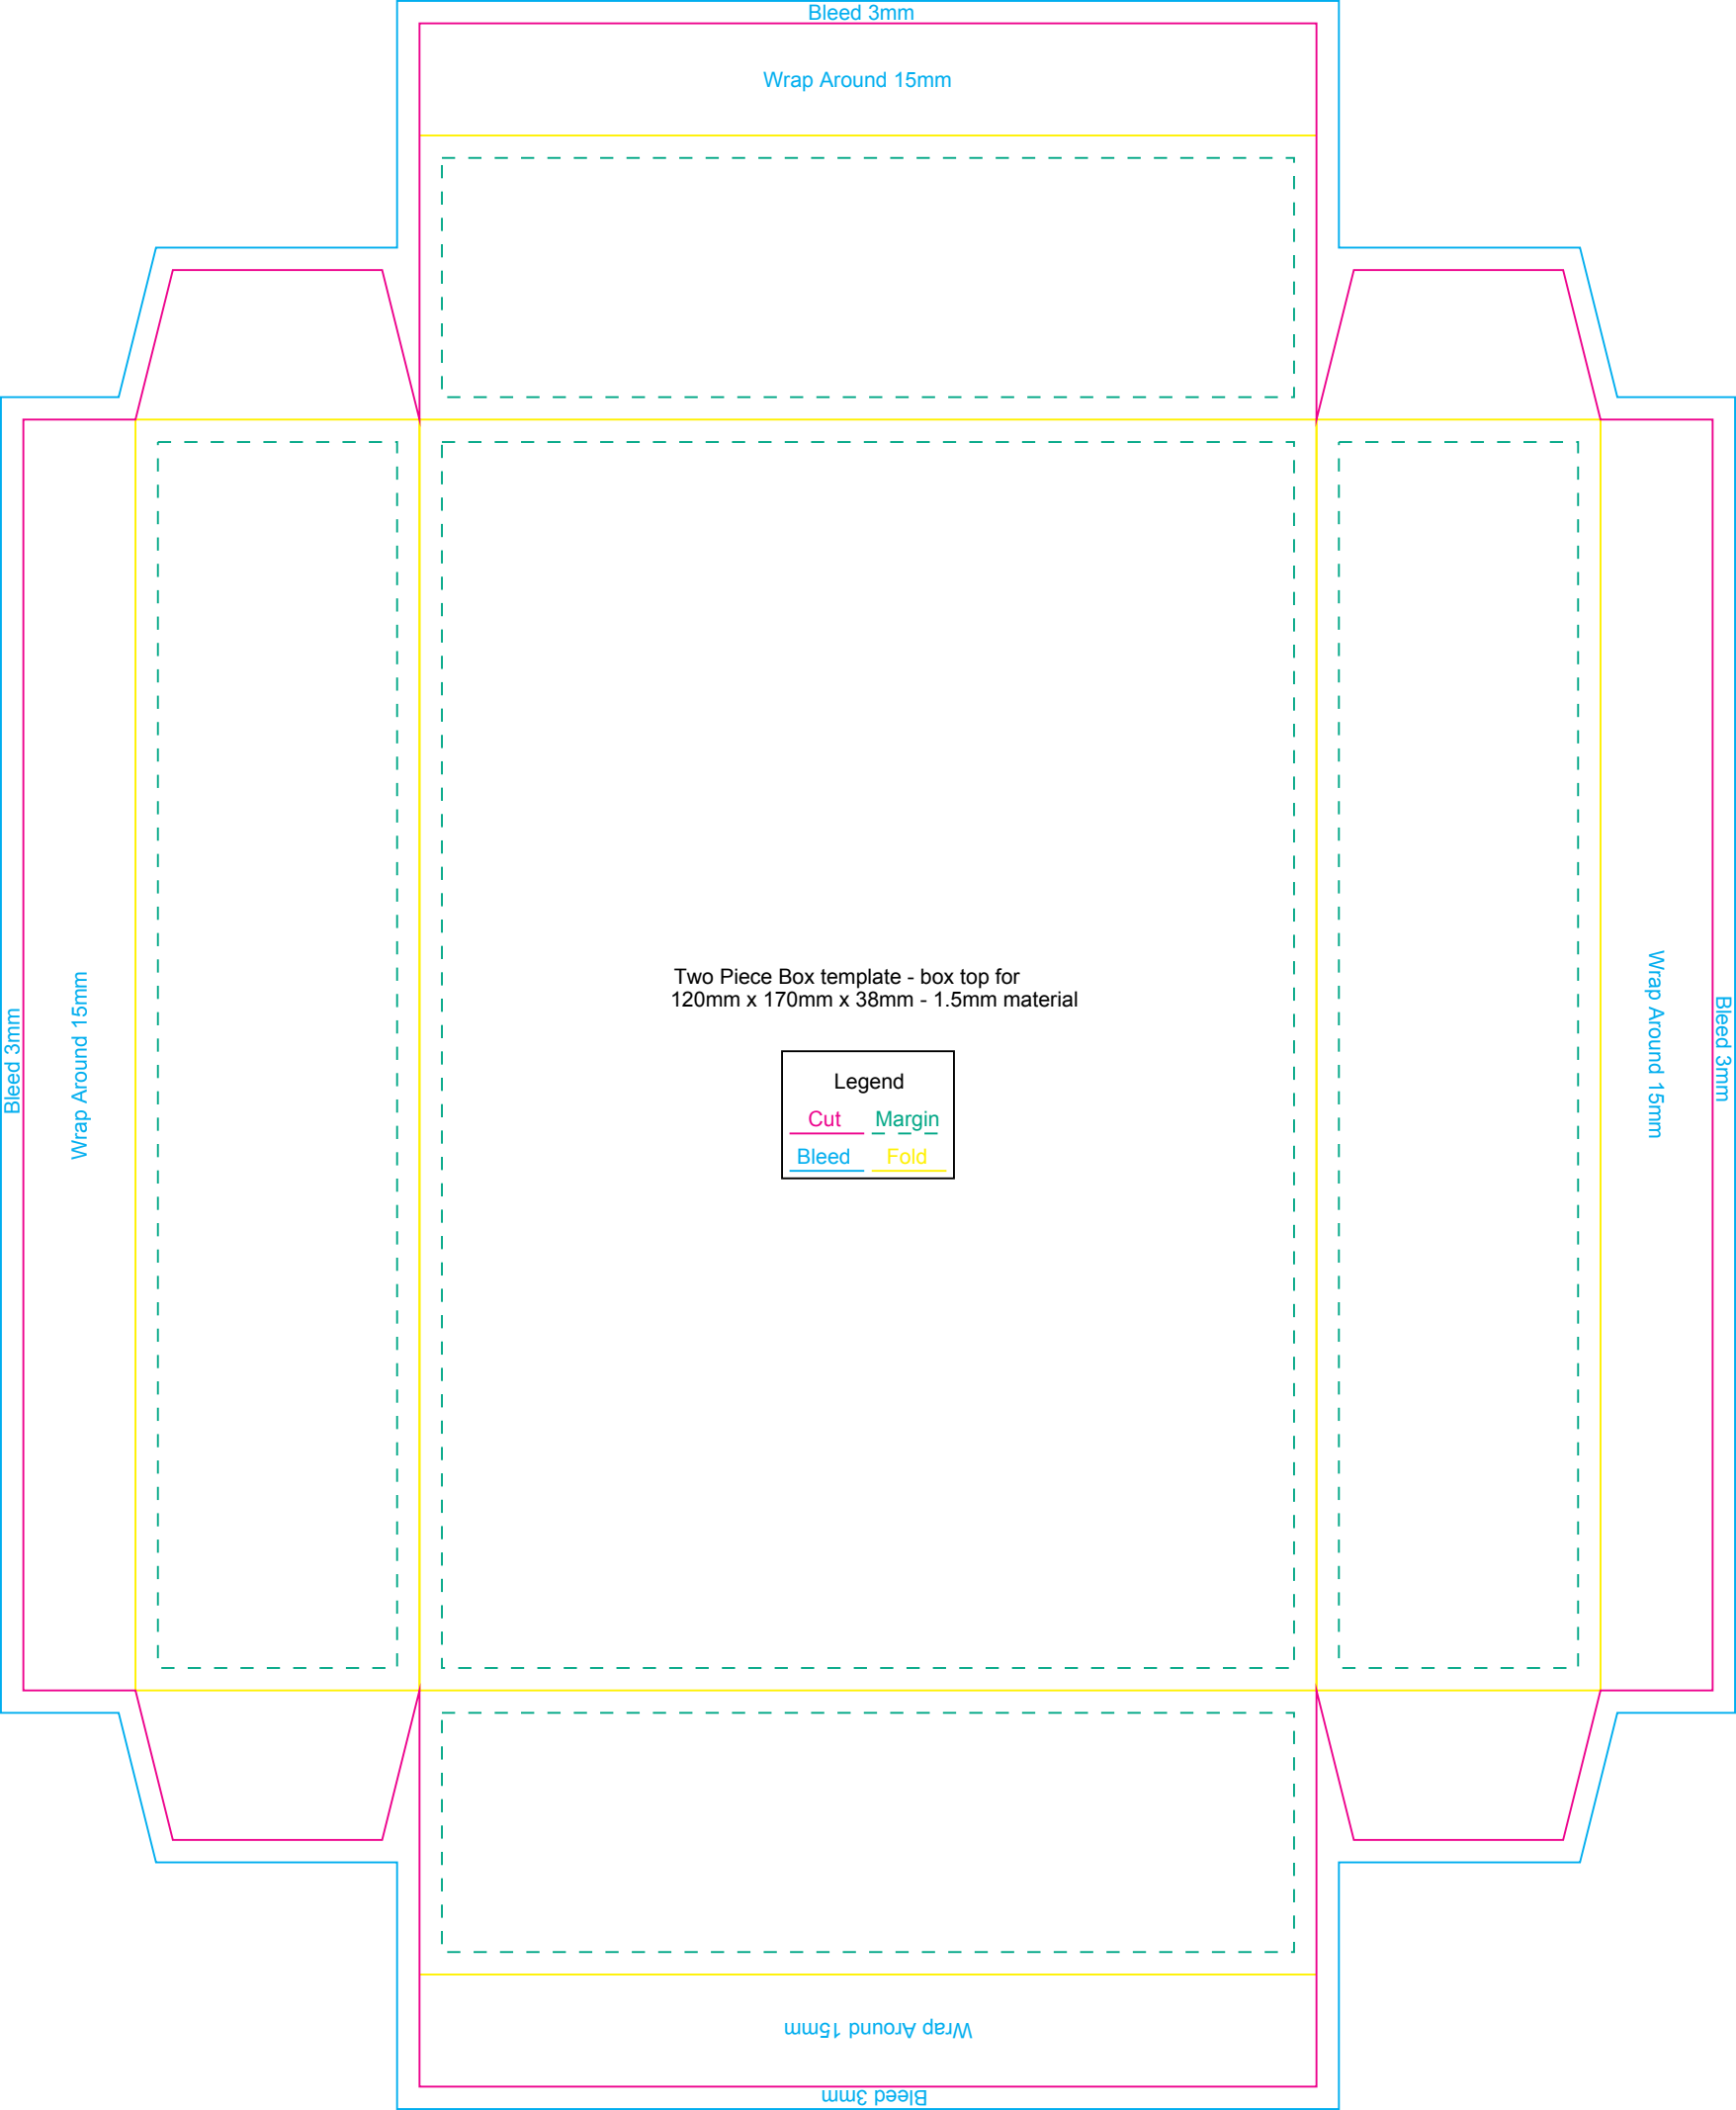 Bleed 3mm
Wrap Around 15mm
Bleed 3mm
Wrap Around 15mm
Two Piece Box template - box top for
120mm x 170mm x 38mm - 1.5mm material
Legend
Cut Margin
Bleed Fold
Wrap Around 15mm
Bleed 3mm
Wrap Around 15mm
Bleed 3mm